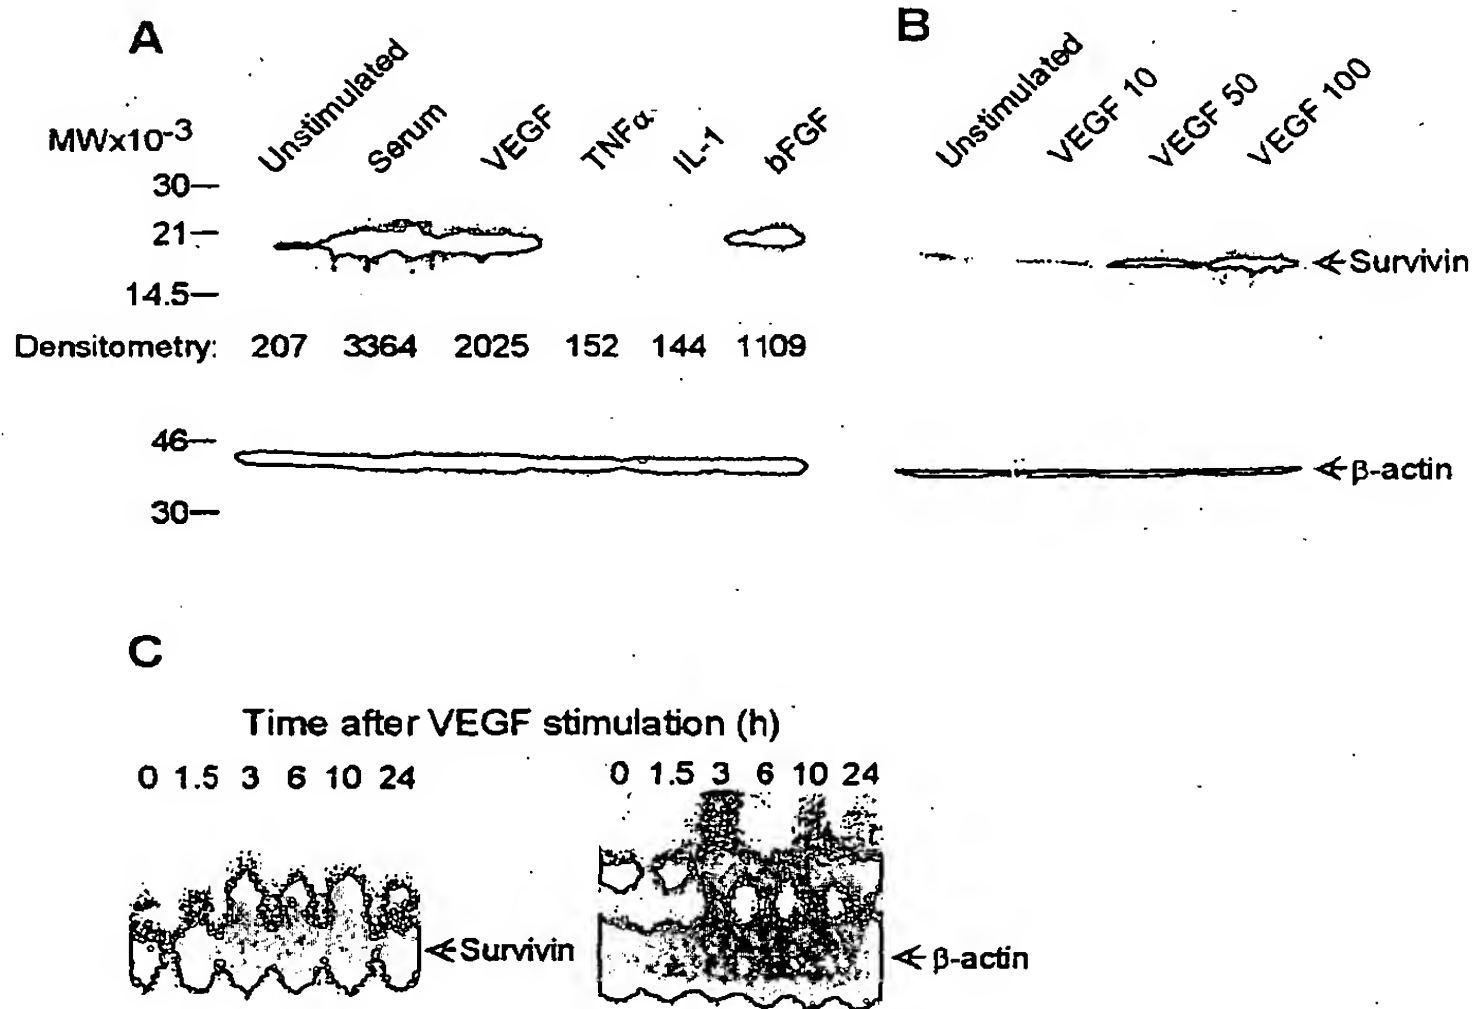 A
Unstimulated Serum VEGF TNFα IL-1 bFGF
MWx10-3
30
21
14.5
Densitometry: 207 3364 2025 152 144 1109
46
30
B
Unstimulated VEGF 10 VEGF 50 VEGF 100
Survivin
β-actin
C
Time after VEGF stimulation (h)
0 1.5 3 6 10 24
Survivin
0 1.5 3 6 10 24
β-actin